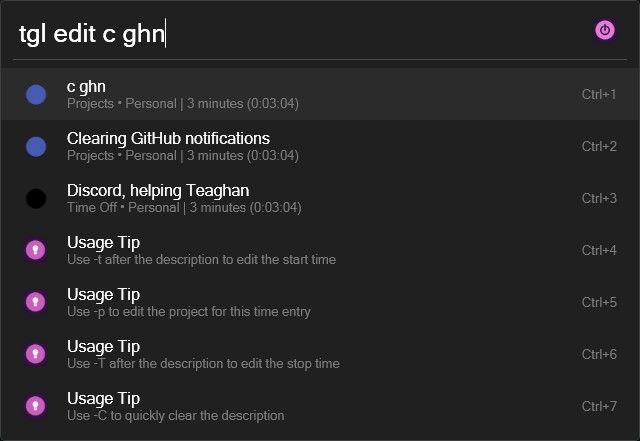 tgl edit c ghn
c ghn
Projects • Personal | 3 minutes (0:03:04)
Ctrl+1
Clearing GitHub notifications
Projects • Personal | 3 minutes (0:03:04)
Ctrl+2
Discord, helping Teaghan
Time Off • Personal | 3 minutes (0:03:04)
Ctrl+3
Usage Tip
Use -t after the description to edit the start time
Ctrl+4
Usage Tip
Use -p to edit the project for this time entry
Ctrl+5
Usage Tip
Use -T after the description to edit the stop time
Ctrl+6
Usage Tip
Use -C to quickly clear the description
Ctrl+7